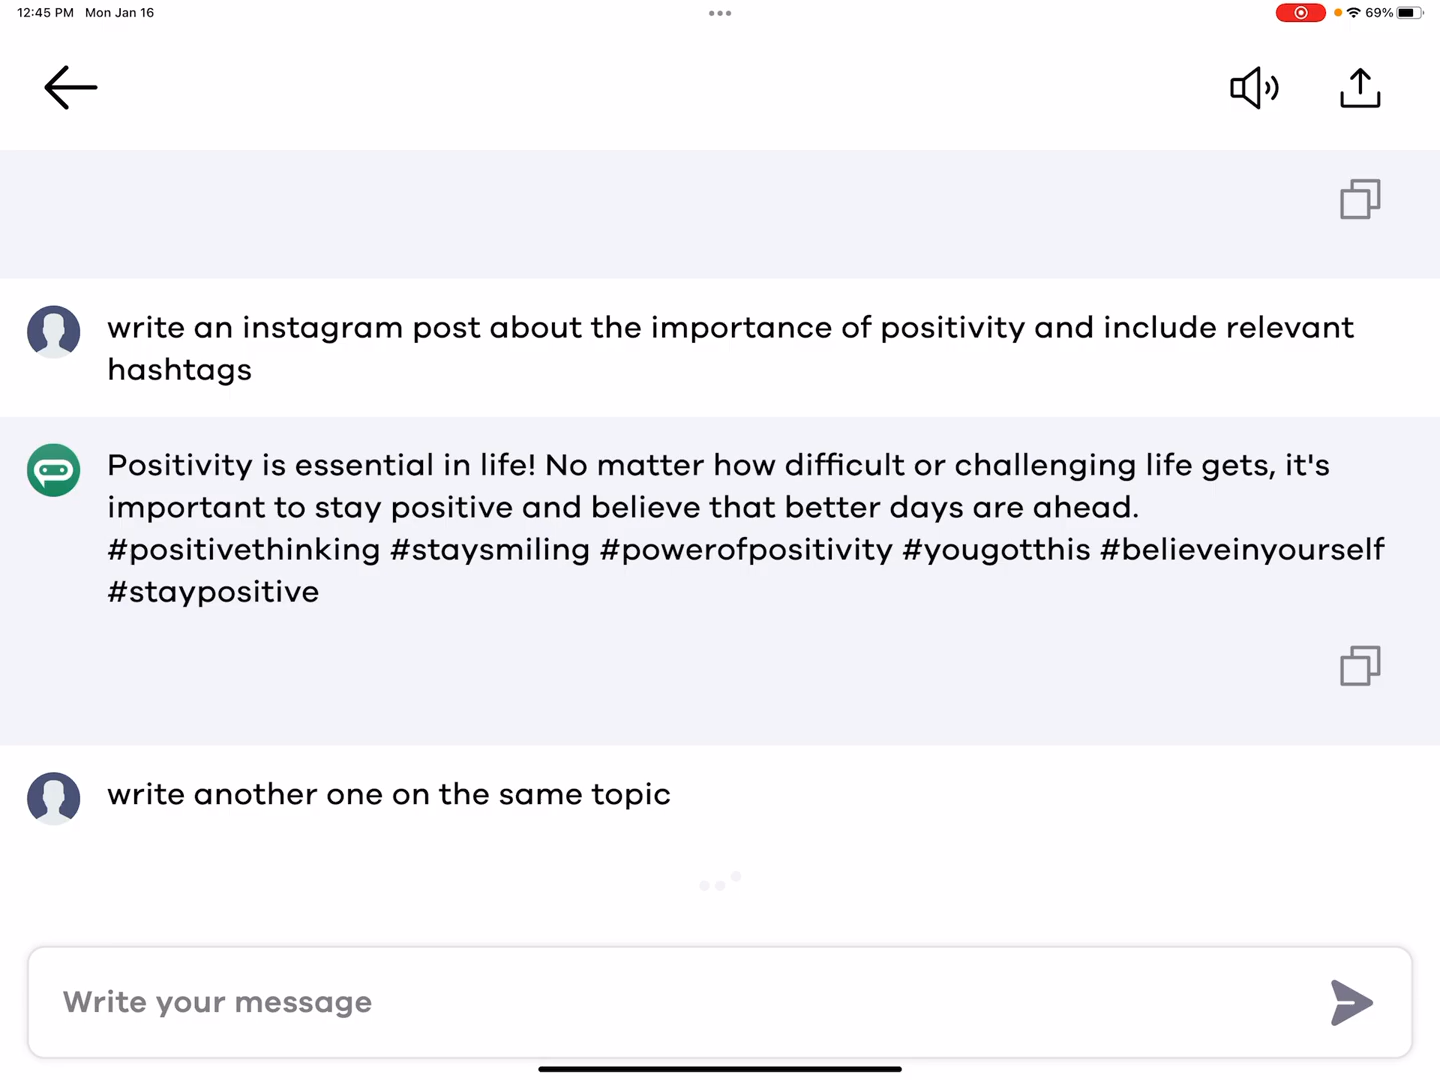 12:45 PM Mon Jan 16
69%
write an instagram post about the importance of positivity and include relevant
hashtags
Positivity is essential in life! No matter how difficult or challenging life gets, it's
important to stay positive and believe that better days are ahead.
#positivethinking #staysmiling #powerofpositivity #yougotthis #believeinyourself
#staypositive
write another one on the same topic
Write your message